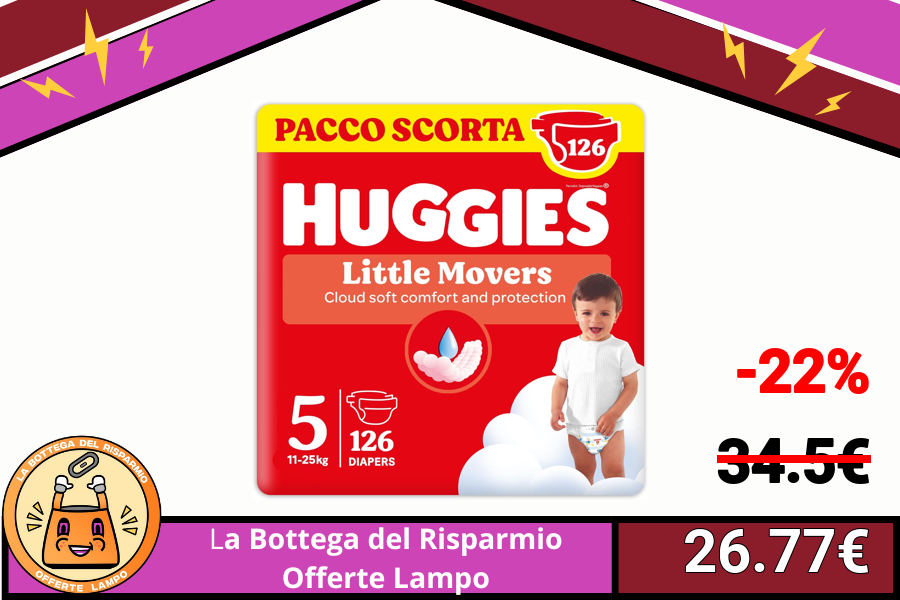 PACCO SCORTA
126
HUGGIES
Little Movers
Cloud soft comfort and protection
5
11-25kg
126
DIAPERS
-22%
34.5€
LA BOTTEGA DEL RISPARMIO
OFFERTE LAMPO
La Bottega del Risparmio
Offerte Lampo
26.77€